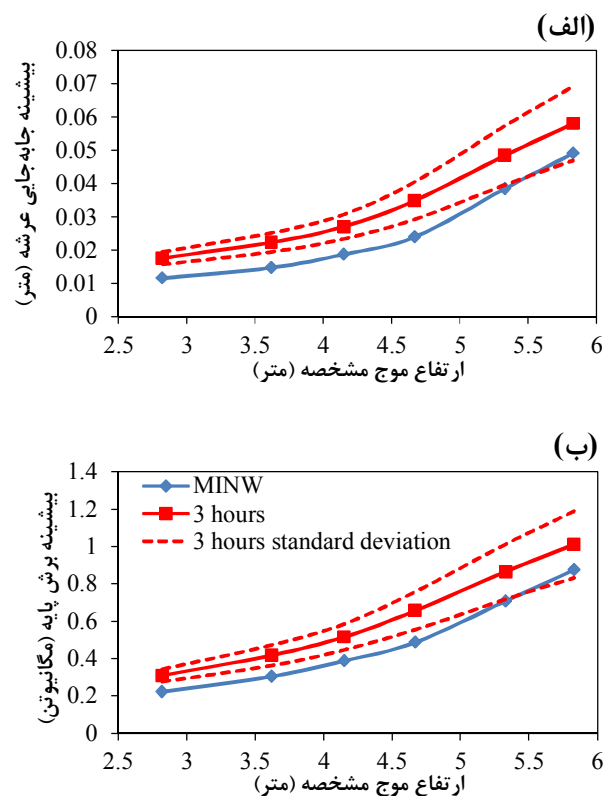 (الف)
بیشینه جابه‌جایی عرشه (متر)
0.08
0.07
0.06
0.05
0.04
0.03
0.02
0.01
0
2.5 3 3.5 4 4.5 5 5.5 6
ارتفاع موج مشخصه (متر)
(ب)
بیشینه برش پایه (مگانیوتن)
1.4
1.2
1
0.8
0.6
0.4
0.2
0
MINW
3 hours
3 hours standard deviation
2.5 3 3.5 4 4.5 5 5.5 6
ارتفاع موج مشخصه (متر)